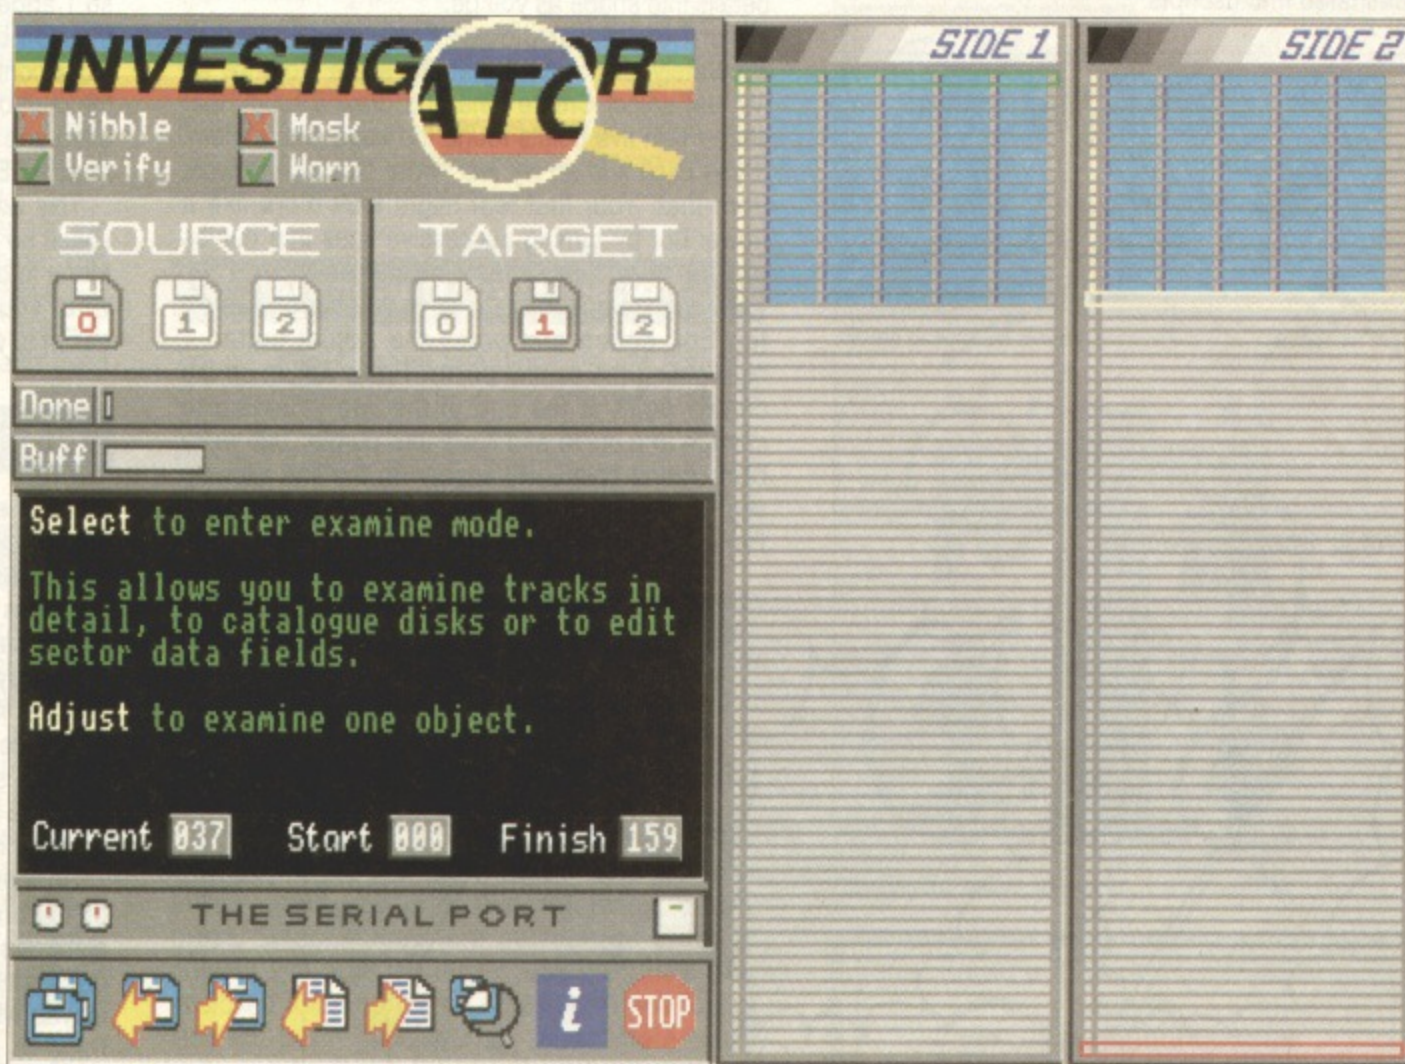 INVESTIGATOR
SIDE 1
SIDE 2
Nibble
Mask
Verify
Warn
SOURCE
TARGET
0
1
2
0
1
2
Done
Buff
Select to enter examine mode.
This allows you to examine tracks in
detail, to catalogue disks or to edit
sector data fields.
Adjust to examine one object.
Current 037 Start 000 Finish 159
THE SERIAL PORT
i
STOP